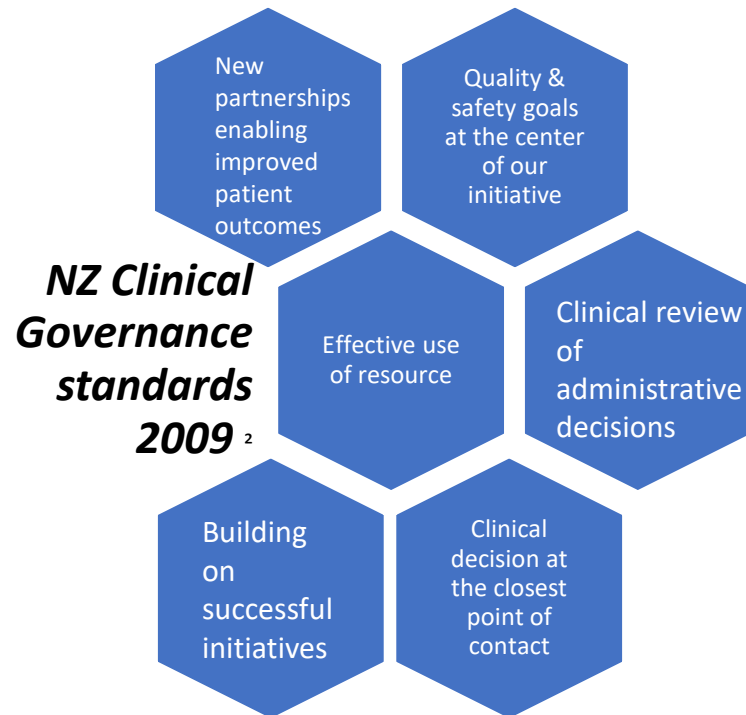 New
partnerships
enabling
improved
patient
outcomes
Quality &
safety goals
at the center
of our
initiative
NZ Clinical
Governance
standards
2009 ²
Effective use
of resource
Clinical review
of
administrative
decisions
Building
on
successful
initiatives
Clinical
decision at
the closest
point of
contact